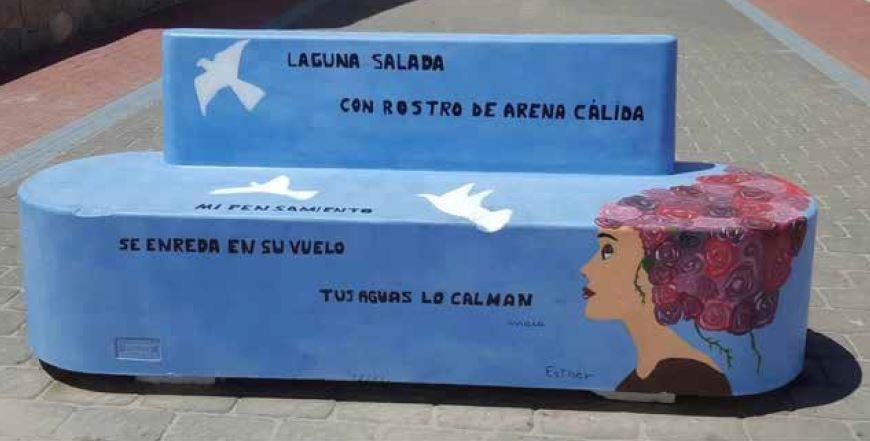 LAGUNA SALADA
CON ROSTRO DE ARENA CÁLIDA
MI PENSAMIENTO
SE ENREDA EN SU VUELO
TUS AGUAS LO CALMAN
Esther